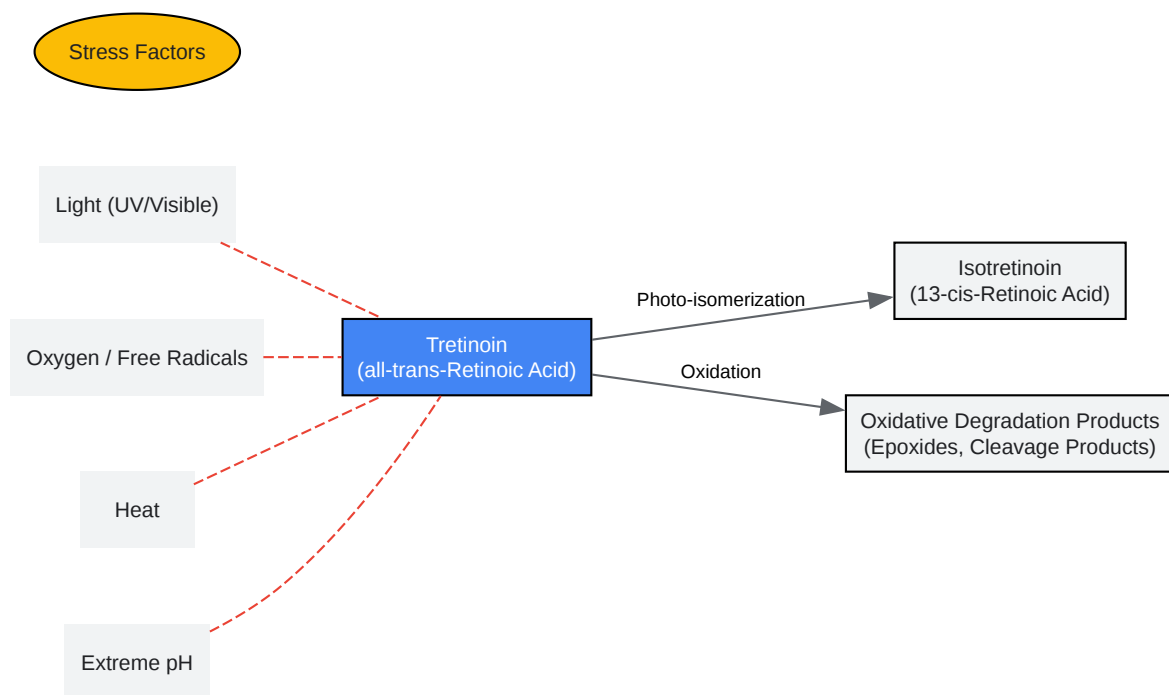 Stress Factors
Light (UV/Visible)
Oxygen / Free Radicals
Heat
Extreme pH
Tretinoin
(all-trans-Retinoic Acid)
Photo-isomerization
Oxidation
Isotretinoin
(13-cis-Retinoic Acid)
Oxidative Degradation Products
(Epoxides, Cleavage Products)